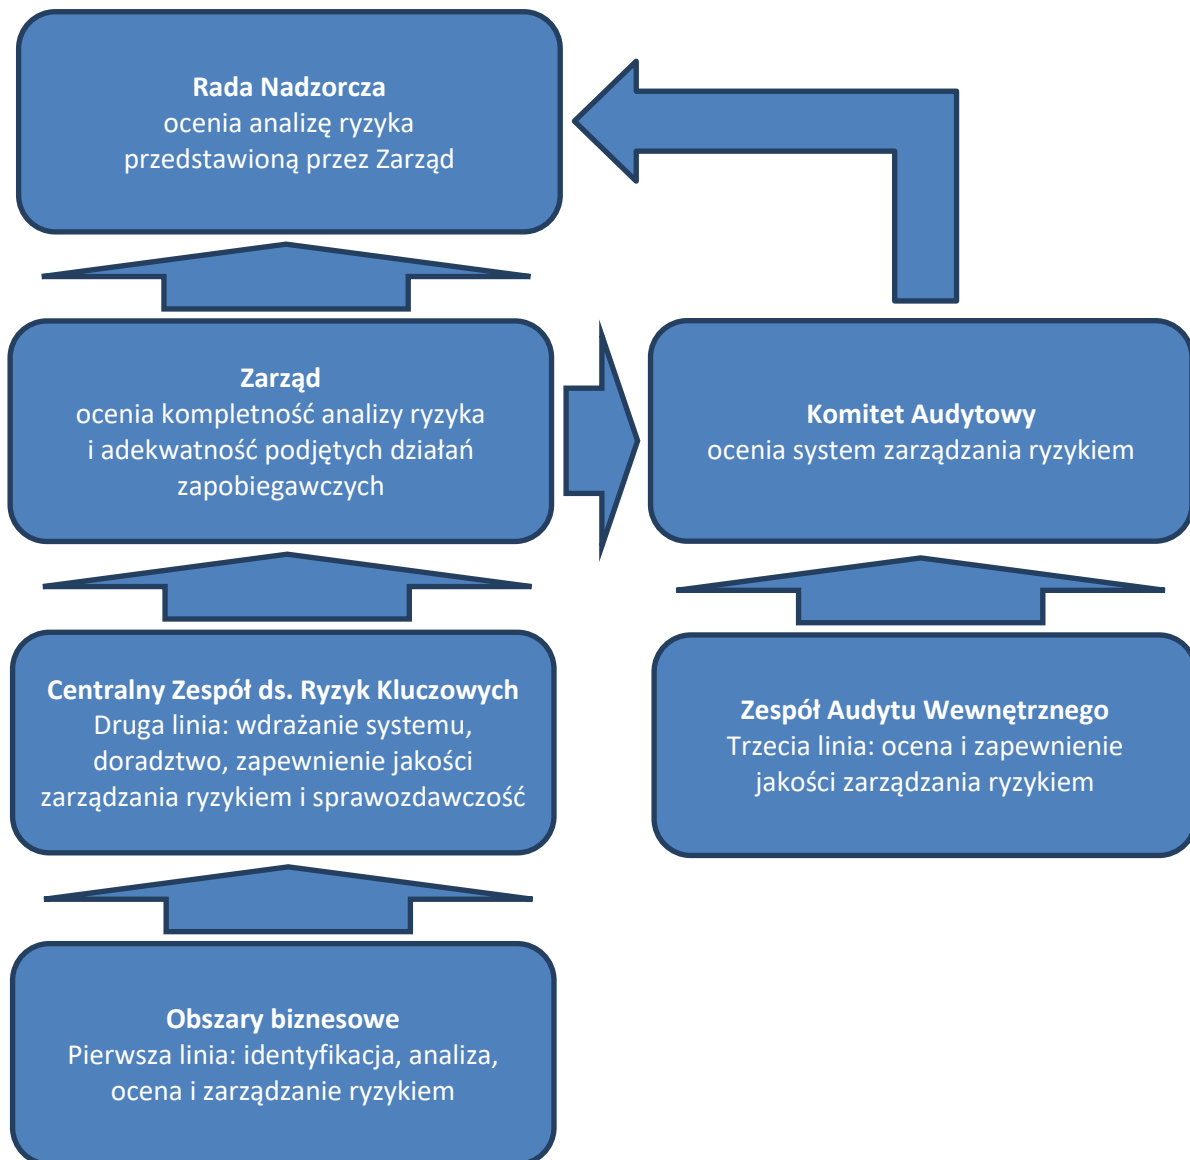 Rada Nadzorcza
ocenia analizę ryzyka
przedstawioną przez Zarząd
Zarząd
ocenia kompletność analizy ryzyka
i adekwatność podjętych działań
zapobiegawczych
Komitet Audytowy
ocenia system zarządzania ryzykiem
Centralny Zespół ds. Ryzyk Kluczowych
Druga linia: wdrażanie systemu,
doradztwo, zapewnienie jakości
zarządzania ryzykiem i sprawozdawczość
Zespół Audytu Wewnętrznego
Trzecia linia: ocena i zapewnienie
jakości zarządzania ryzykiem
Obszary biznesowe
Pierwsza linia: identyfikacja, analiza,
ocena i zarządzanie ryzykiem